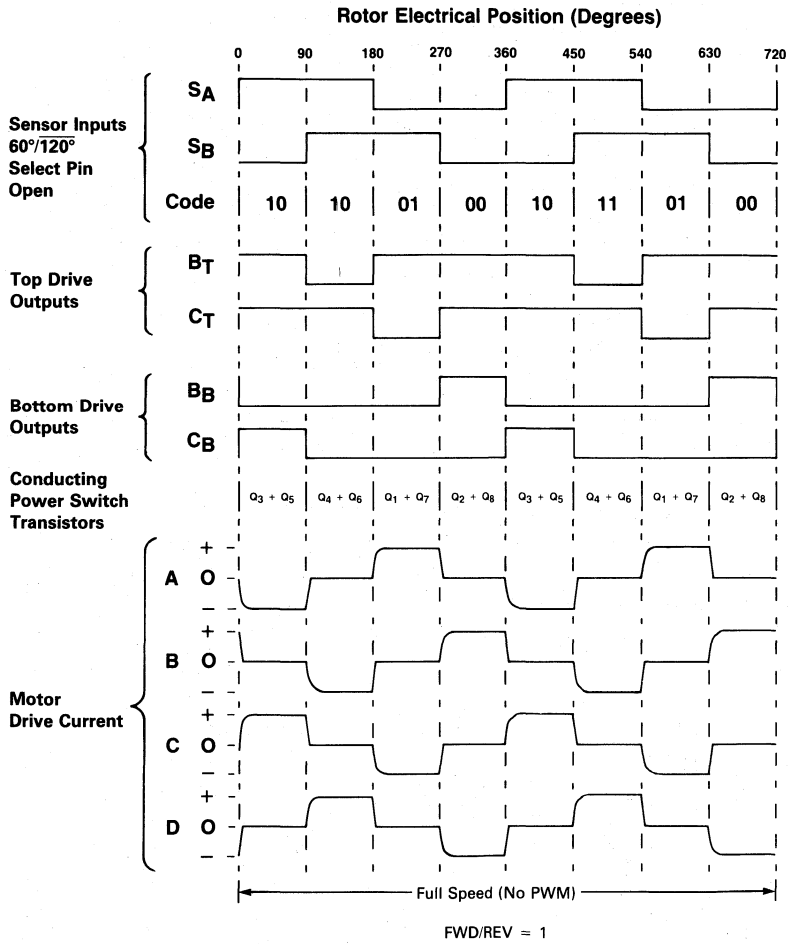 Rotor Electrical Position (Degrees)
0 90 180 270 360 450 540 630 720
Sensor Inputs
60°/120°
Select Pin
Open
SA
SB
Code 10 10 01 00 10 11 01 00
Top Drive
Outputs
BT
CT
Bottom Drive
Outputs
BB
CB
Conducting
Power Switch
Transistors
Q3 + Q5 Q4 + Q6 Q1 + Q7 Q2 + Q8 Q3 + Q5 Q4 + Q6 Q1 + Q7 Q2 + Q8
Motor
Drive Current
+
A O
−
+
B O
−
+
C O
−
+
D O
−
Full Speed (No PWM)
FWD/REV = 1